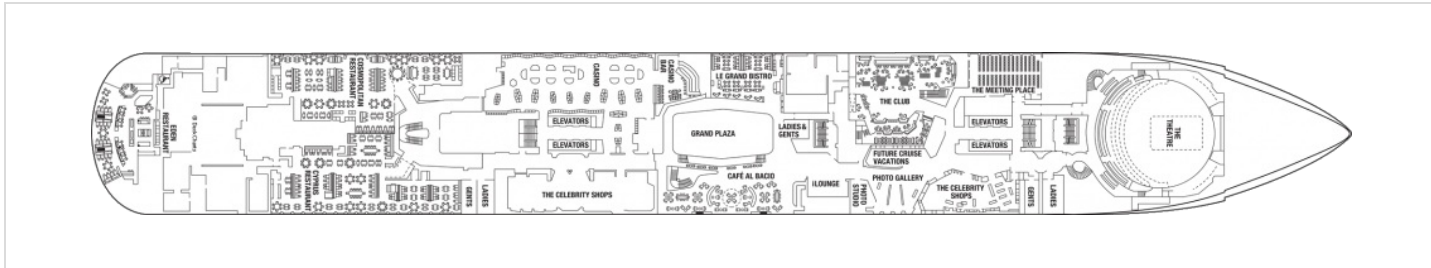 EDEN
RESTAURANT
COSMOPOLITAN
RESTAURANT
CYPRUS
RESTAURANT
GENTS
LADIES
CASINO
ELEVATORS
ELEVATORS
THE CELEBRITY SHOPS
CASINO
BAR
LE GRAND BISTRO
GRAND PLAZA
CAFÉ AL BACIO
LADIES &
GENTS
iLOUNGE
PHOTO
STUDIO
THE CLUB
FUTURE CRUISE
VACATIONS
PHOTO GALLERY
THE MEETING PLACE
ELEVATORS
ELEVATORS
THE CELEBRITY
SHOPS
GENTS
LADIES
THE
THEATRE